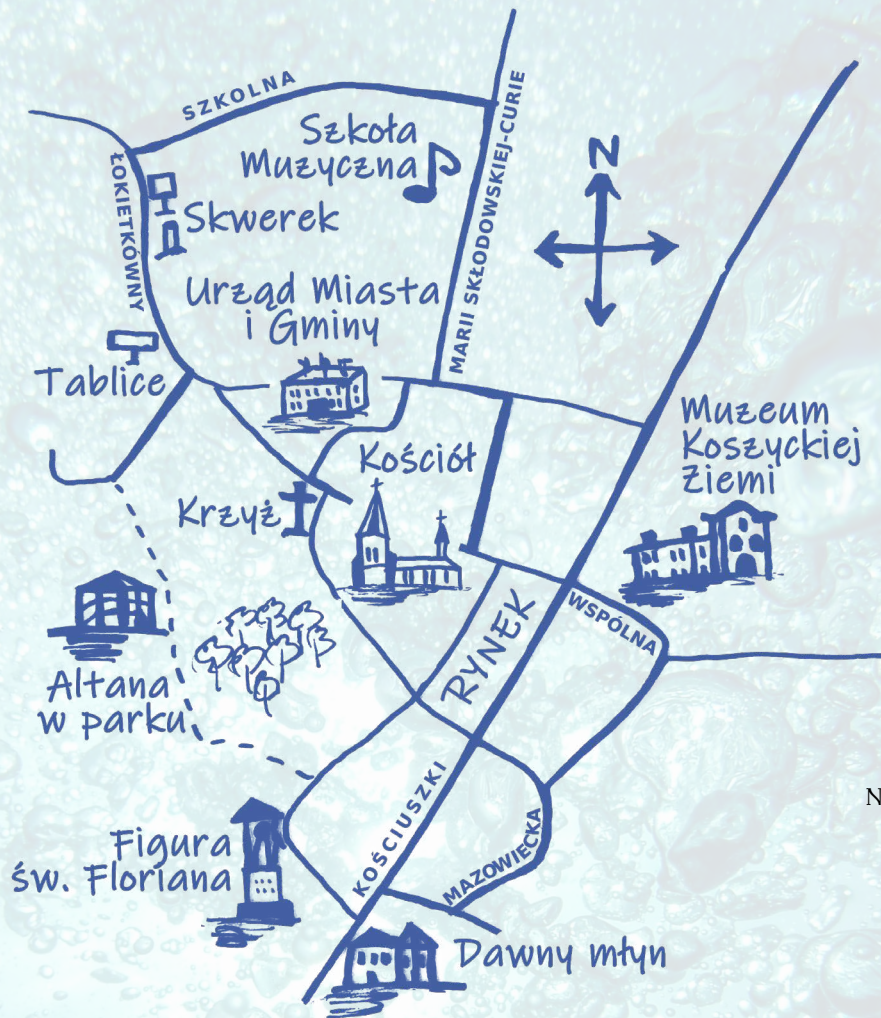 SZKOLNA
MARII SKŁODOWSKIEJ-CURIE
Szkoła
Muzyczna
N
ŁOKIETKÓWNY
Skwerek
Urząd Miasta
i Gminy
Tablice
Muzeum
Koszyckiej
Ziemi
Kościół
Krzyż
WSPÓLNA
RYNEK
Altana
w parku
KOŚCIUSZKI
N
MAZOWIECKA
Figura
św. Floriana
Dawny młyn